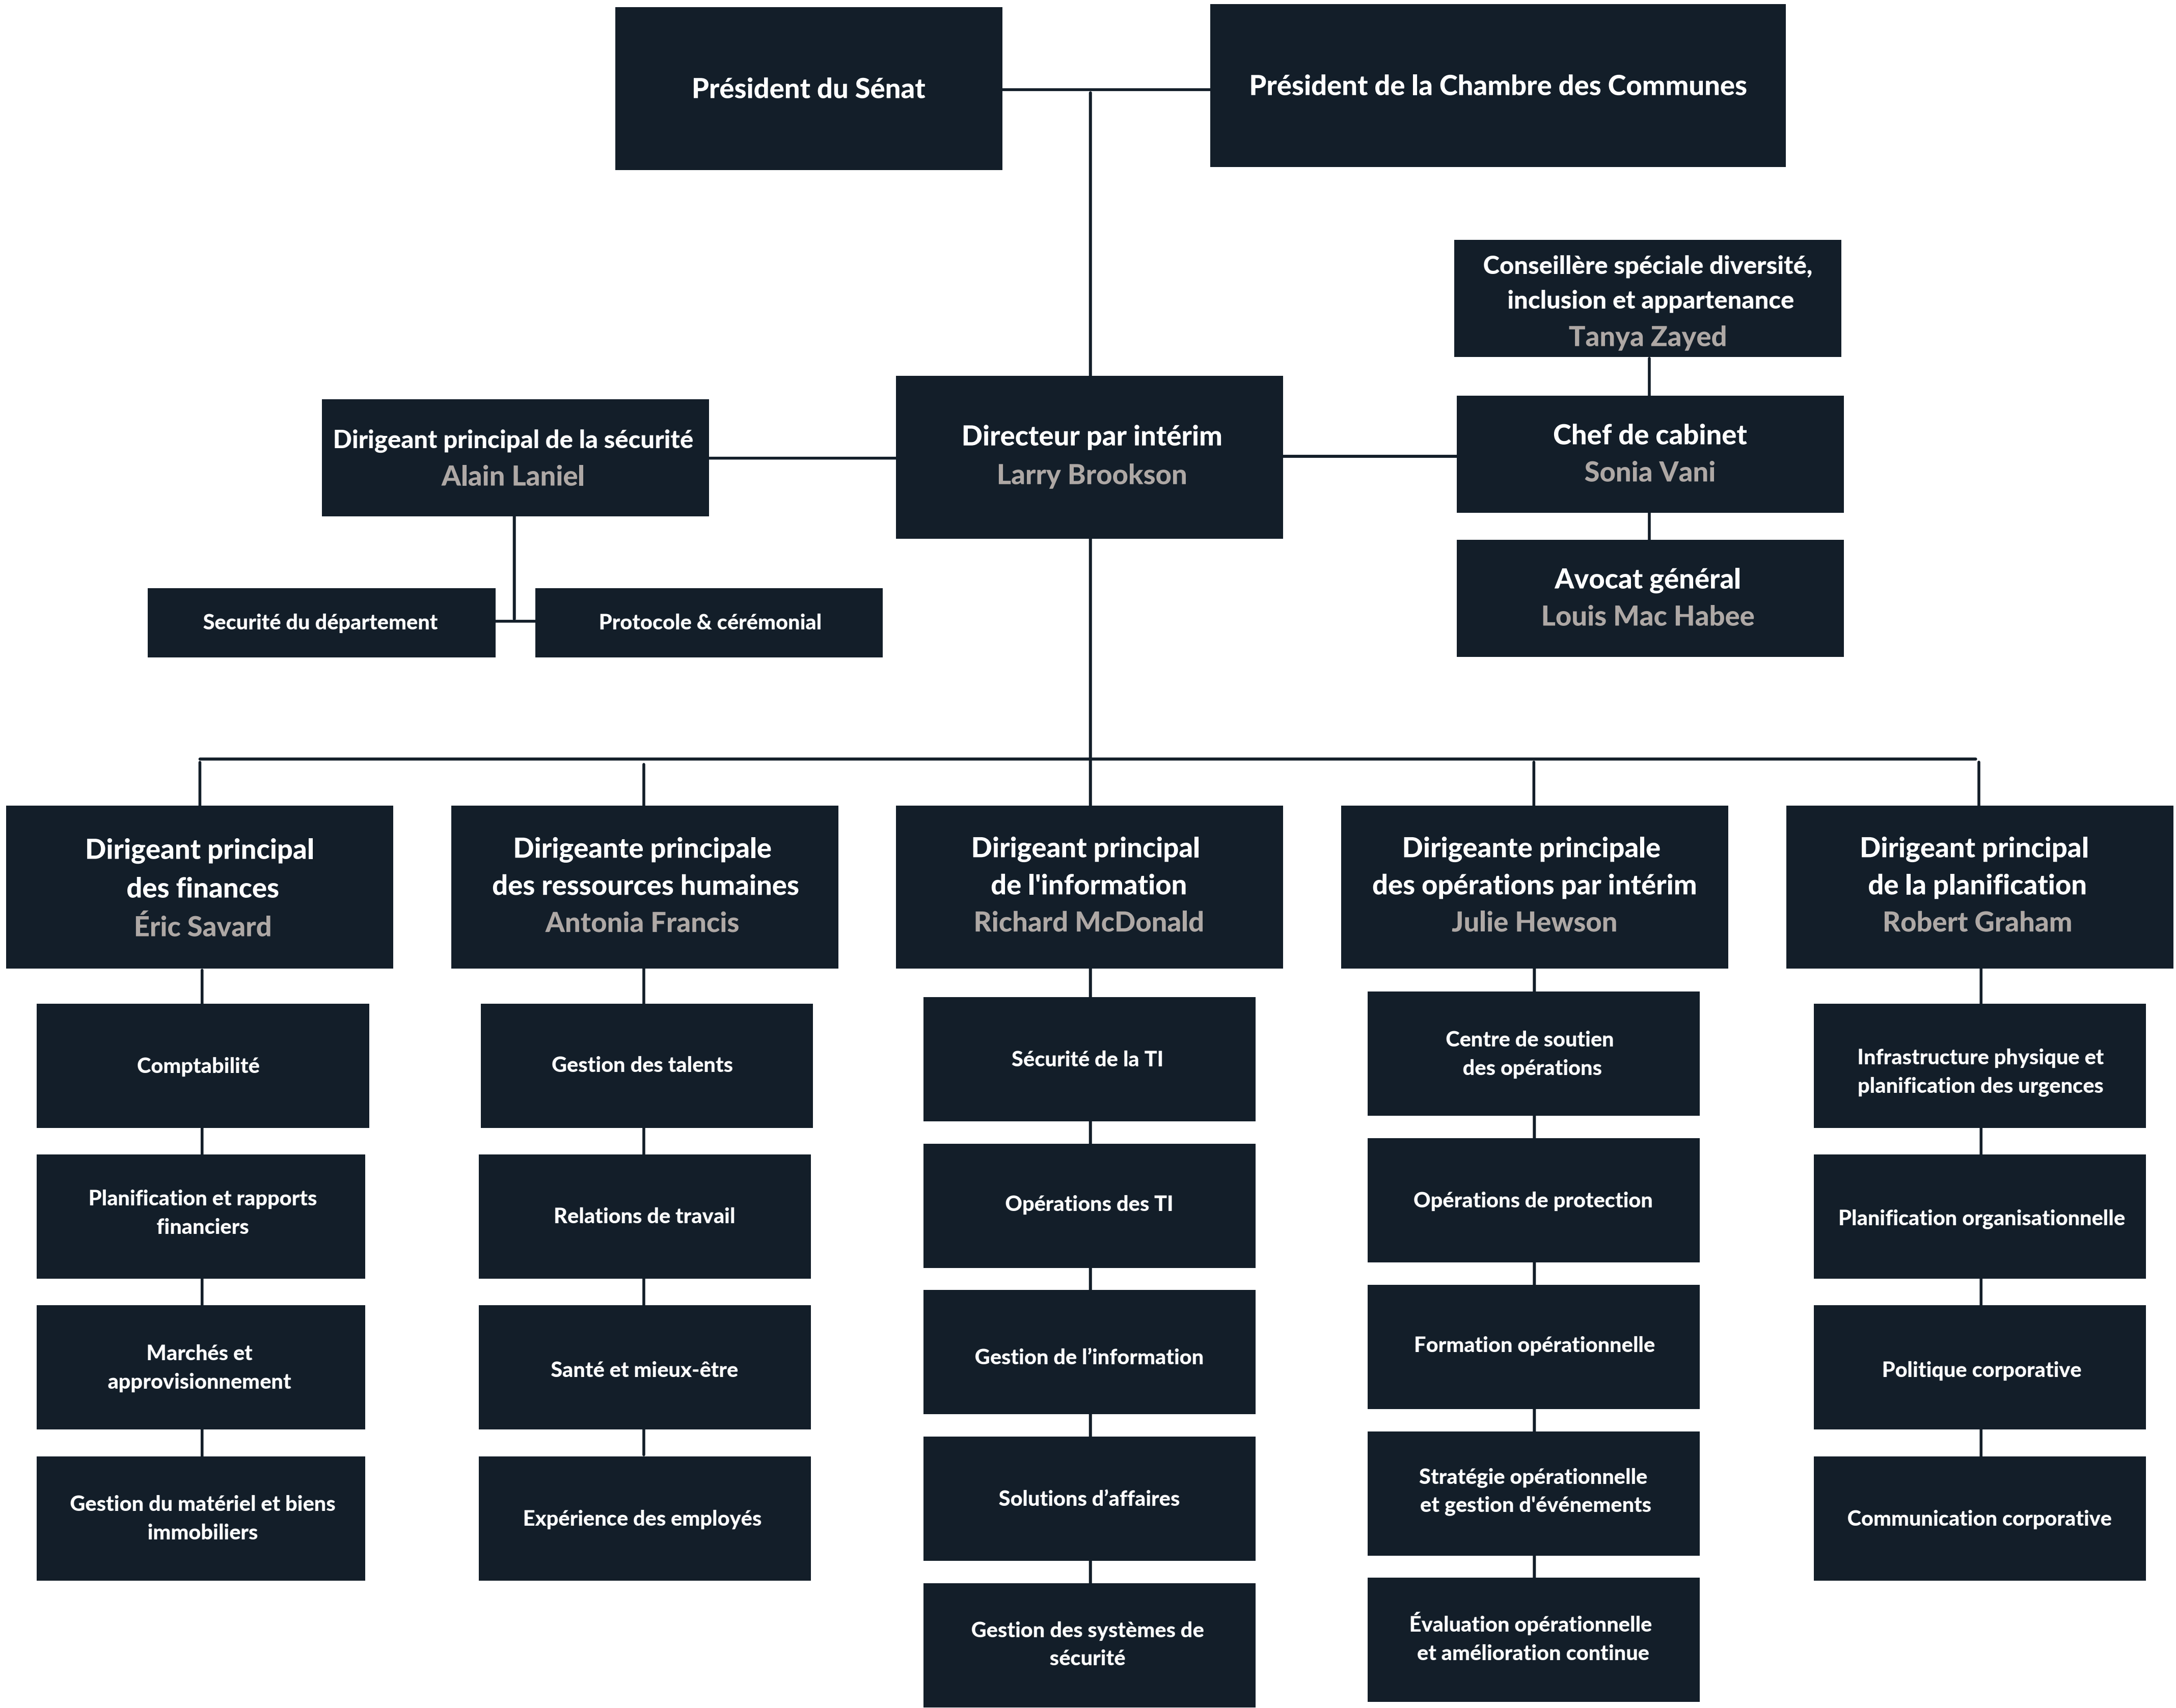 Président du Sénat
Président de la Chambre des Communes
Conseillère spéciale diversité,
inclusion et appartenance
Tanya Zayed
Dirigeant principal de la sécurité
Alain Laniel
Directeur par intérim
Larry Brookson
Chef de cabinet
Sonia Vani
Avocat général
Louis Mac Habee
Securité du département
Protocole & cérémonial
Dirigeant principal
des finances
Éric Savard
Comptabilité
Planification et rapports
financiers
Marchés et
approvisionnement
Gestion du matériel et biens
immobiliers
Dirigeante principale
des ressources humaines
Antonia Francis
Gestion des talents
Relations de travail
Santé et mieux-être
Expérience des employés
Dirigeant principal
de l'information
Richard McDonald
Sécurité de la TI
Opérations des TI
Gestion de l’information
Solutions d’affaires
Gestion des systèmes de
sécurité
Dirigeante principale
des opérations par intérim
Julie Hewson
Centre de soutien
des opérations
Opérations de protection
Formation opérationnelle
Stratégie opérationnelle
et gestion d'événements
Évaluation opérationnelle
et amélioration continue
Dirigeant principal
de la planification
Robert Graham
Infrastructure physique et
planification des urgences
Planification organisationnelle
Politique corporative
Communication corporative